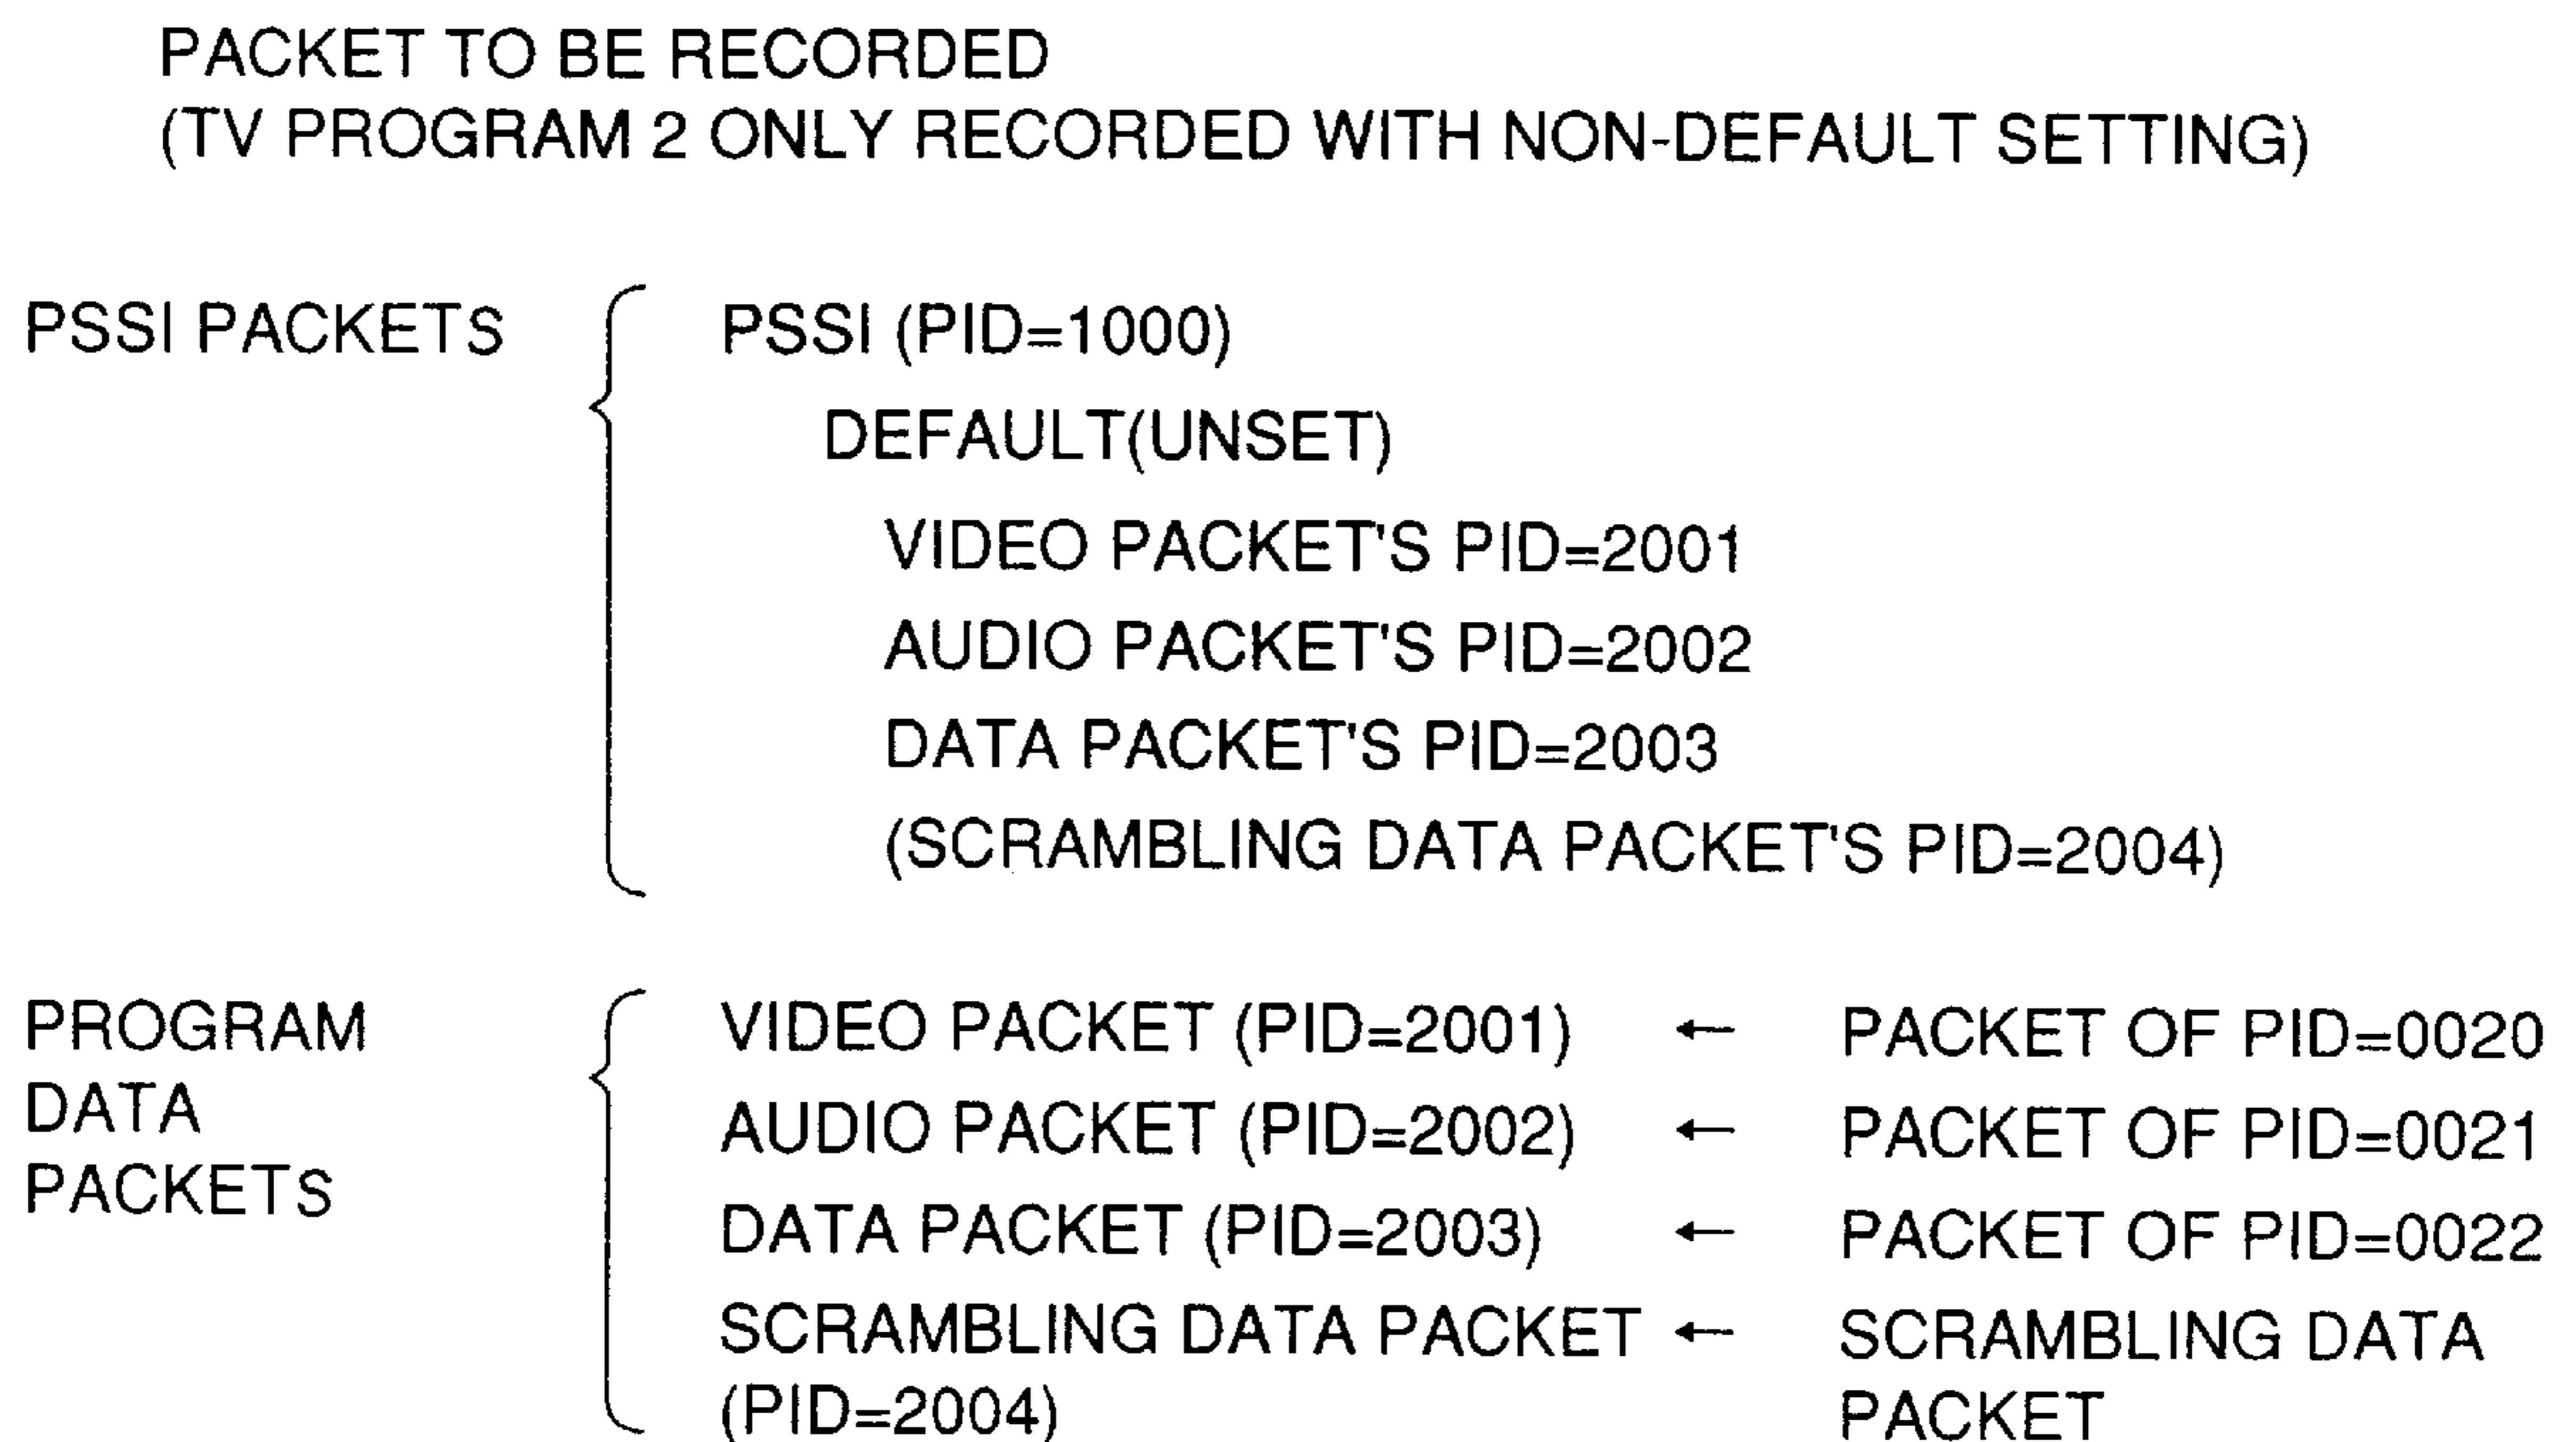 PACKET TO BE RECORDED
(TV PROGRAM 2 ONLY RECORDED WITH NON-DEFAULT SETTING)
PSSI PACKETS
PSSI (PID=1000)
DEFAULT(UNSET)
VIDEO PACKET'S PID=2001
AUDIO PACKET'S PID=2002
DATA PACKET'S PID=2003
(SCRAMBLING DATA PACKET'S PID=2004)
PROGRAM
DATA
PACKETS
VIDEO PACKET (PID=2001) ← PACKET OF PID=0020
AUDIO PACKET (PID=2002) ← PACKET OF PID=0021
DATA PACKET (PID=2003) ← PACKET OF PID=0022
SCRAMBLING DATA PACKET ← SCRAMBLING DATA
(PID=2004) PACKET